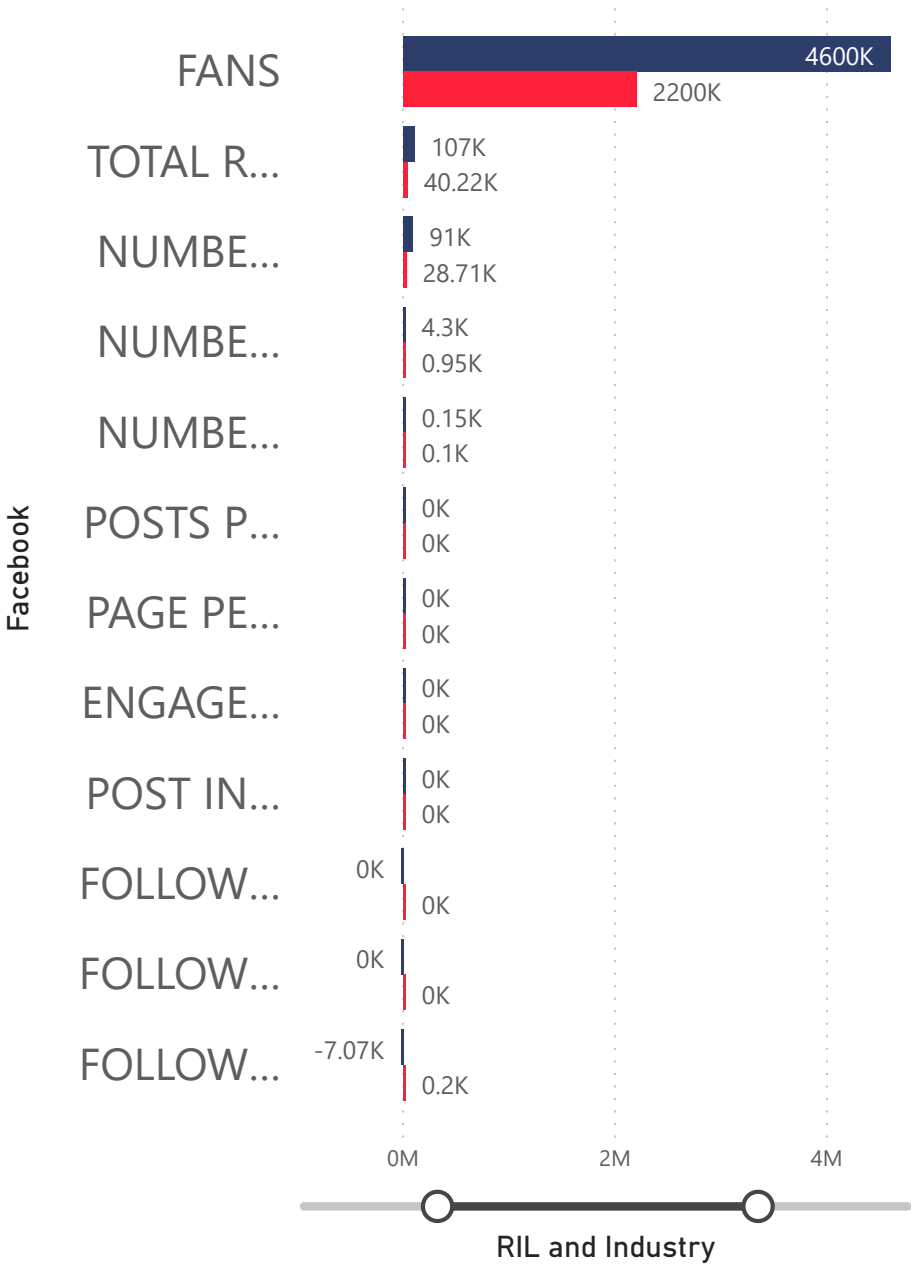 FANS
4600K
2200K
TOTAL R...
107K
40.22K
NUMBE...
91K
28.71K
NUMBE...
4.3K
0.95K
NUMBE...
0.15K
0.1K
POSTS P...
0K
0K
PAGE PE...
0K
0K
ENGAGE...
0K
0K
POST IN...
0K
0K
FOLLOW...
0K
0K
FOLLOW...
0K
0K
FOLLOW...
-7.07K
0.2K
Facebook
0M 2M 4M
RIL and Industry